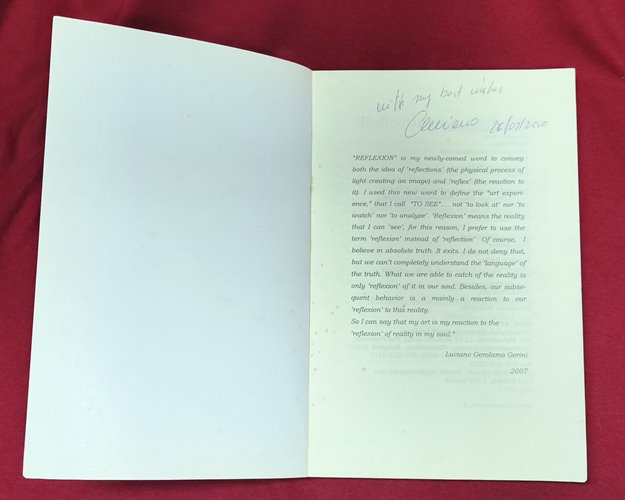 with my best wishes
Luciano 26/07/2010
"REFLEXION" is my newly-coined word to convey
both the idea of 'reflections' (the physical process of
light creating an image) and 'reflex' (the reaction to
it). I used this new word to define the "art experi-
ence," that I call "TO SEE".... not 'to look at' nor 'to
watch' nor 'to analyse'. 'Reflexion' means the reality
that I can 'see', for this reason, I prefer to use the
term 'reflexion' instead of 'reflection' Of course, I
believe in absolute truth. It exits. I do not deny that,
but we can't completely understand the 'language' of
the truth. What we are able to catch of the reality is
only 'reflexion' of it in our soul. Besides, our subse-
quent behavior is a mainly a reaction to our
'reflexion' to this reality.
So I can say that my art is my reaction to the
'reflexion of reality in my soul."
Luciano Gerolamo Gerini
2007